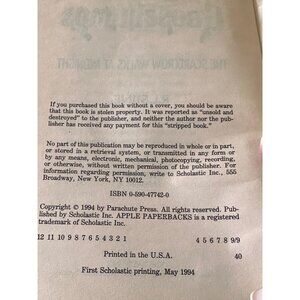 Goosebumps
THE SCARECROW WALKS AT MIDNIGHT
If you purchased this book without a cover, you should be aware
that this book is stolen property. It was reported as "unsold and
destroyed" to the publisher, and neither the author nor the pub-
lisher has received any payment for this "stripped book."
No part of this publication may be reproduced in whole or in part,
or stored in a retrieval system, or transmitted in any form or
by any means, electronic, mechanical, photocopying, recording,
or otherwise, without written permission of the publisher. For
information regarding permission, write to Scholastic Inc., 555
Broadway, New York, NY 10012.
ISBN 0-590-47742-0
Copyright © 1994 by Parachute Press. All rights reserved. Pub-
lished by Scholastic Inc. APPLE PAPERBACKS is a registered
trademark of Scholastic Inc.
12 11 10 9 8 7 6 5 4 3 2 1 4 5 6 7 8 9/9
Printed in the U.S.A. 40
First Scholastic printing, May 1994